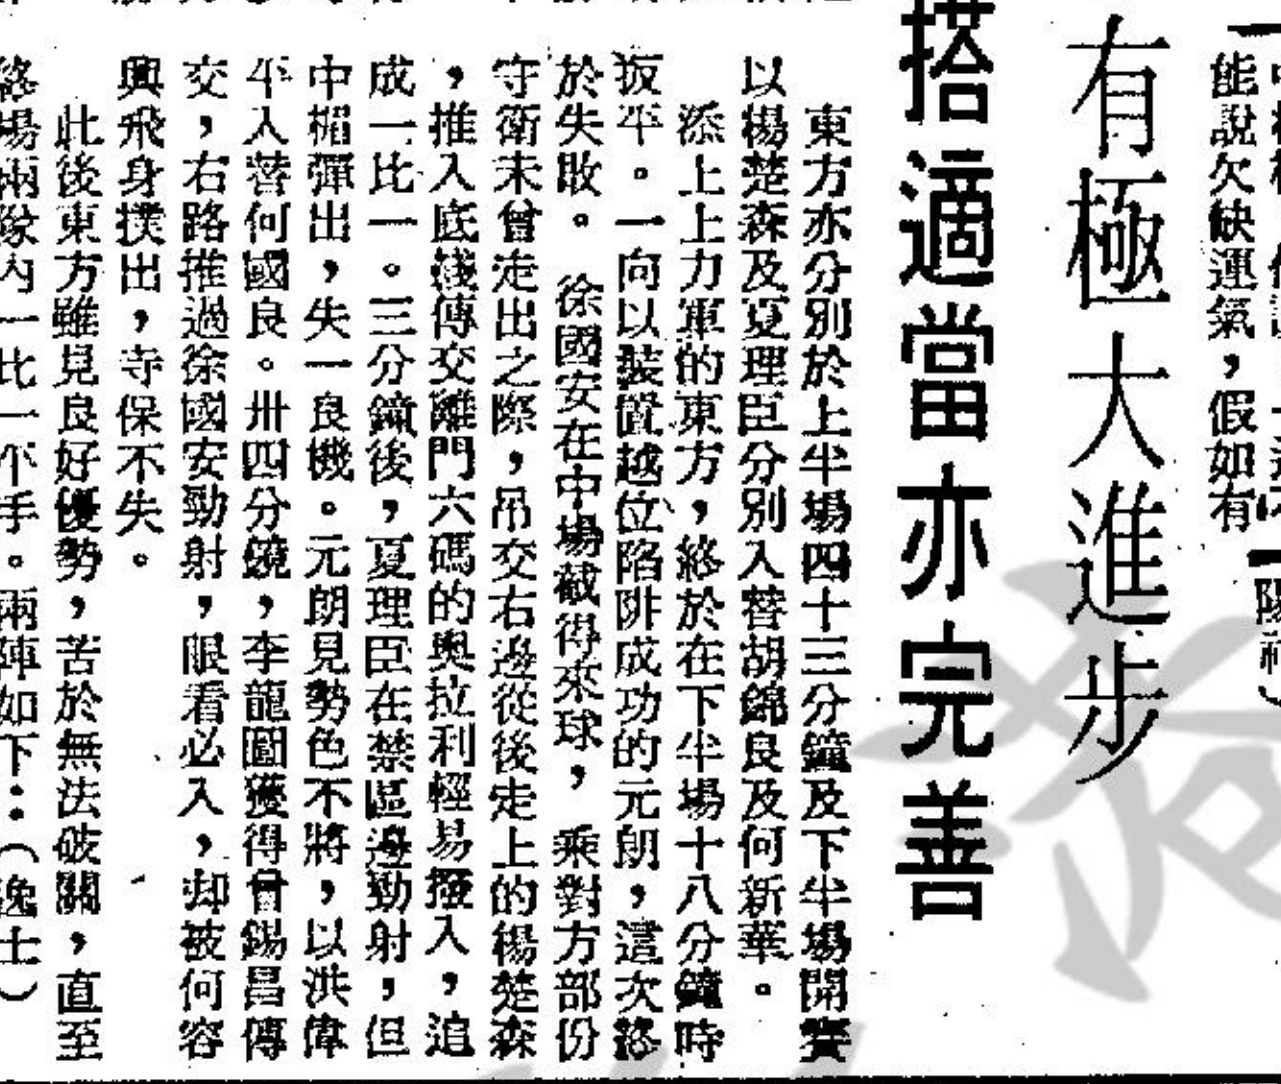 能說欠缺運氣，假如有
有極大進步
搭適當亦完善
東方亦分別於上半場四十三分鐘及下半場開賽
以楊楚森及夏理臣分別入替胡錦良及何新華。
添上上力軍的東方，終於在下半場十八分鐘時
扳平。一向以裝置越位陷阱成功的元朗，這次終
於失敗。徐國安在中場截得來球，乘對方部份
守衛未曾走出之際，吊交右邊從後走上的楊楚森
，推入底綫傳交離門六碼的奧拉利輕易撥入，追
成一比一。三分鐘後，夏理臣在禁區邊勁射，但
中楣彈出，失一良機。元朗見勢色不將，以洪偉
平入替何國良。卅四分鐘，李龍圖獲得曾錫昌傳
交，右路推過徐國安勁射，眼看必入，却被何容
興飛身撲出，寺保不失。
此後東方雖見良好優勢，苦於無法破關，直至
終場兩隊仍一比一和手。兩陣如下：（逸士）